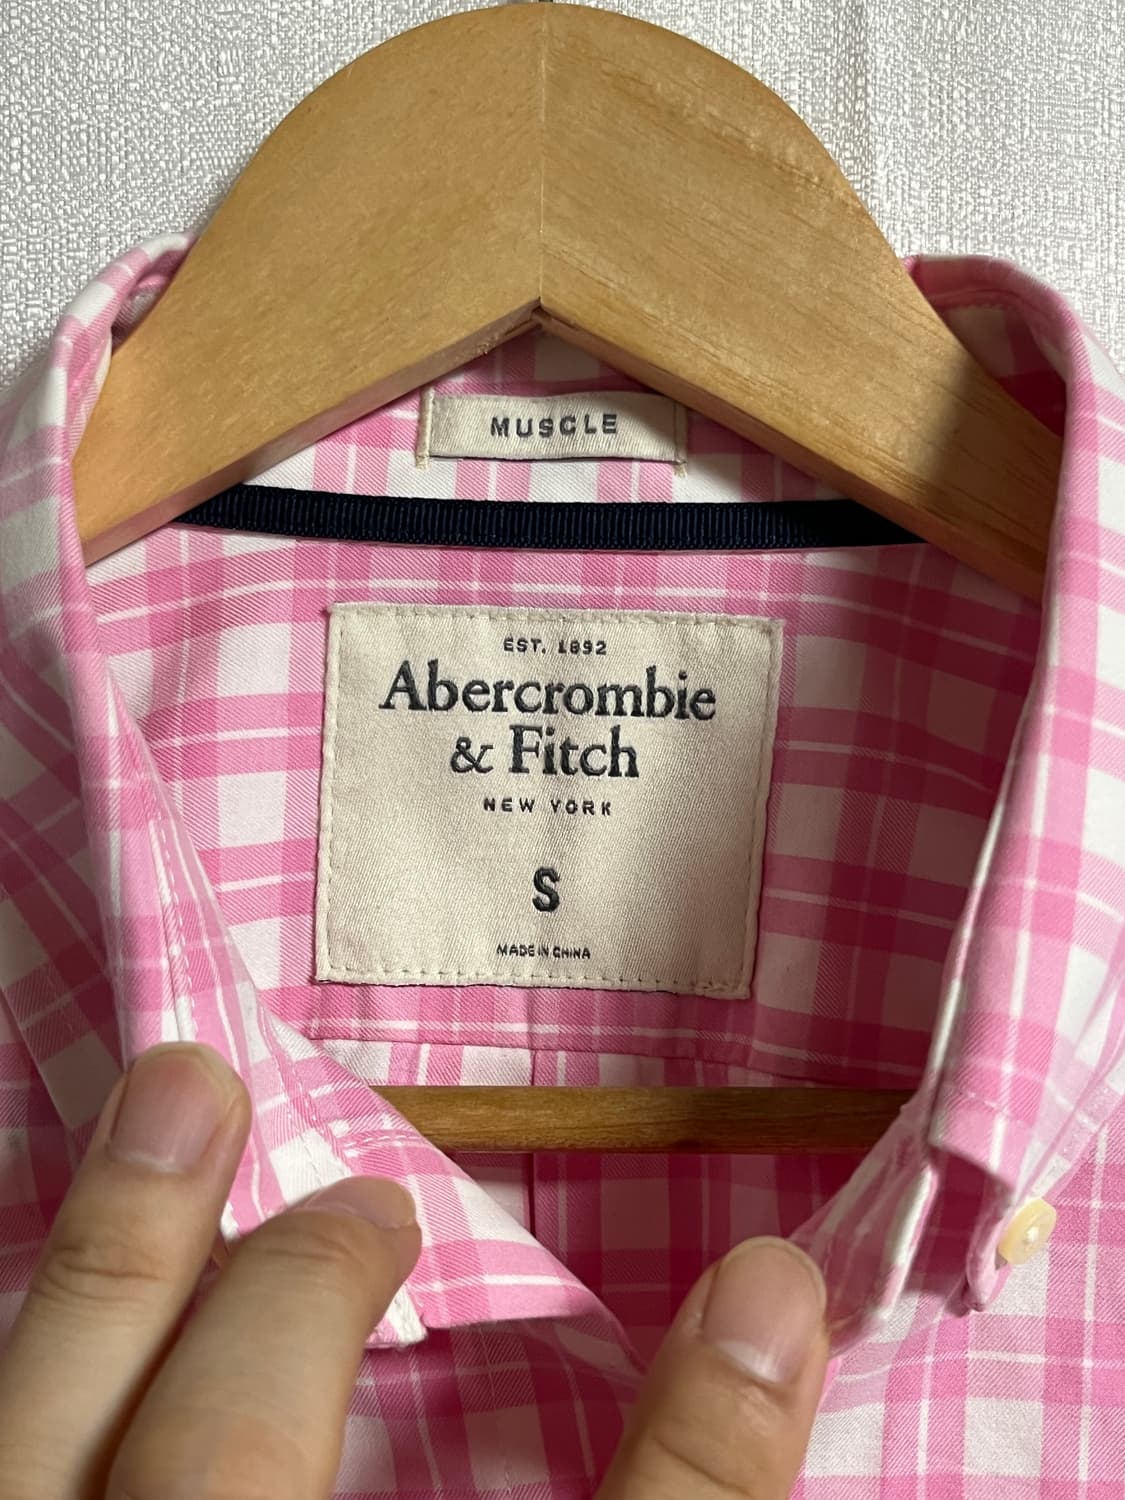 MUSCLE
EST. 1892
Abercrombie
& Fitch
NEW YORK
S
MADE IN CHINA